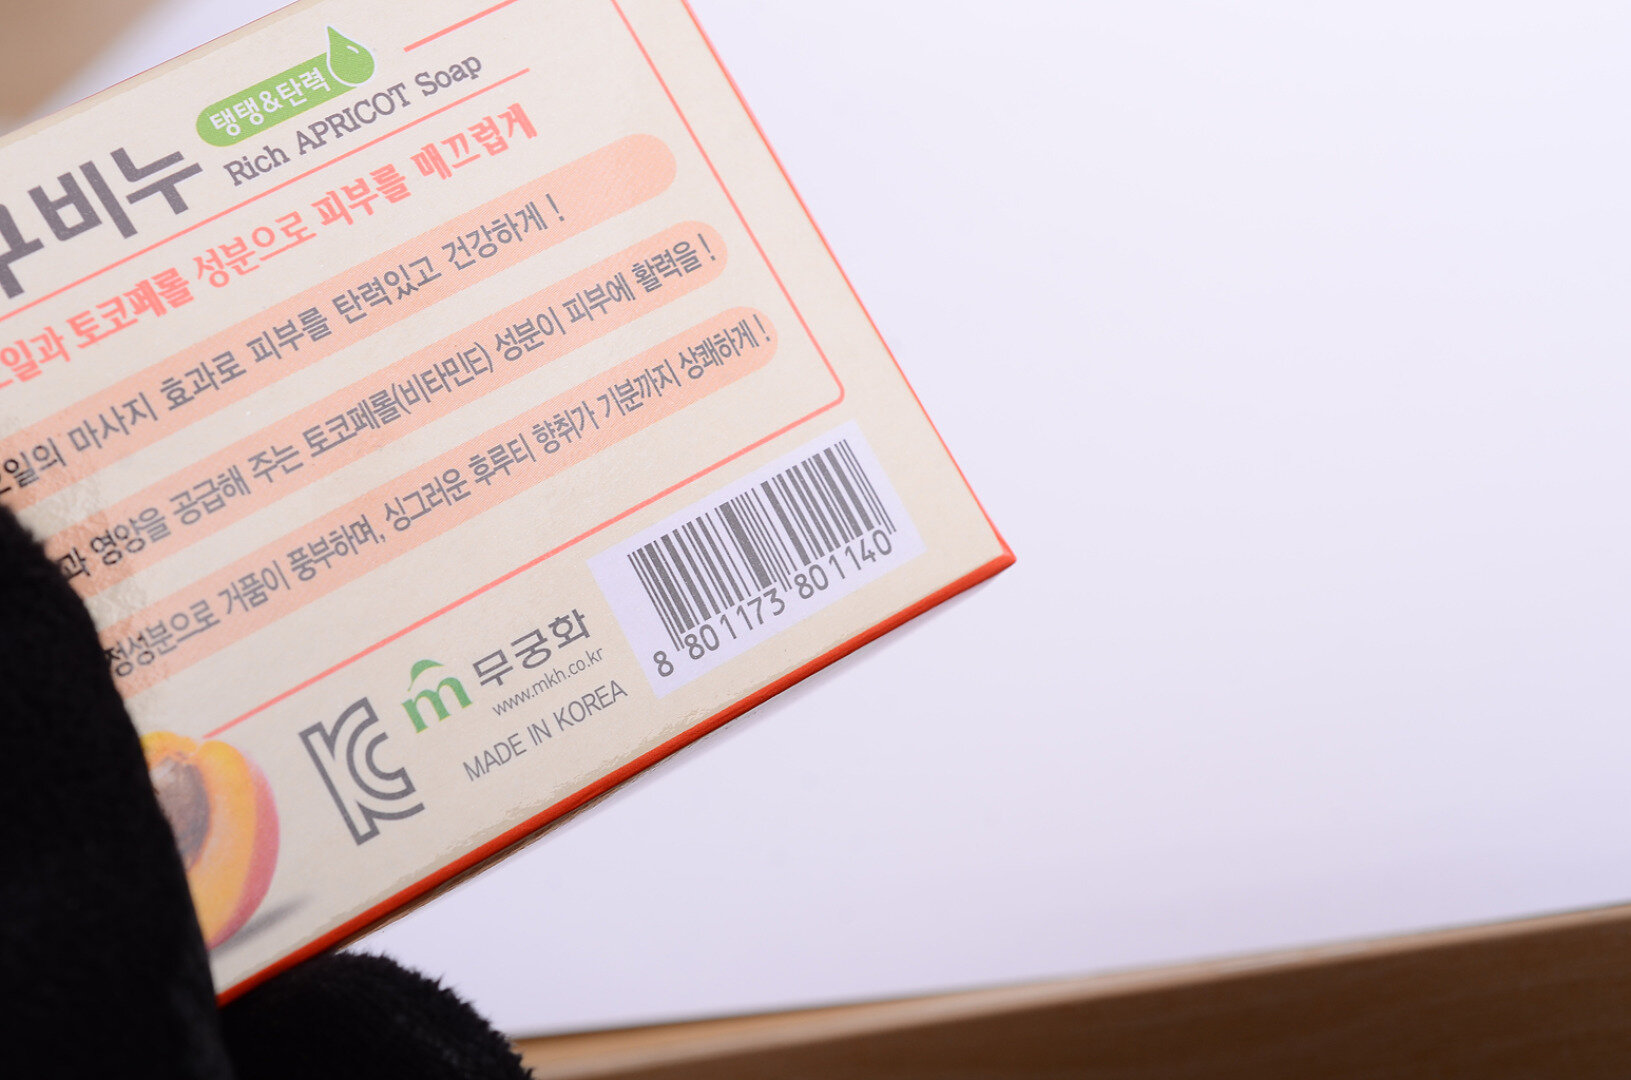 탱탱&탄력
비누 Rich APRICOT Soap
일과 토코페롤 성분으로 피부를 매끄럽게
일의 마사지 효과로 피부를 탄력있고 건강하게 !
과 영양을 공급해 주는 토코페롤(비타민E) 성분이 피부에 활력을 !
정성분으로 거품이 풍부하며, 싱그러운 후루티 향취가 기분까지 상쾌하게 !
KC
m 무궁화
www.mkh.co.kr
MADE IN KOREA
8 801173 801140